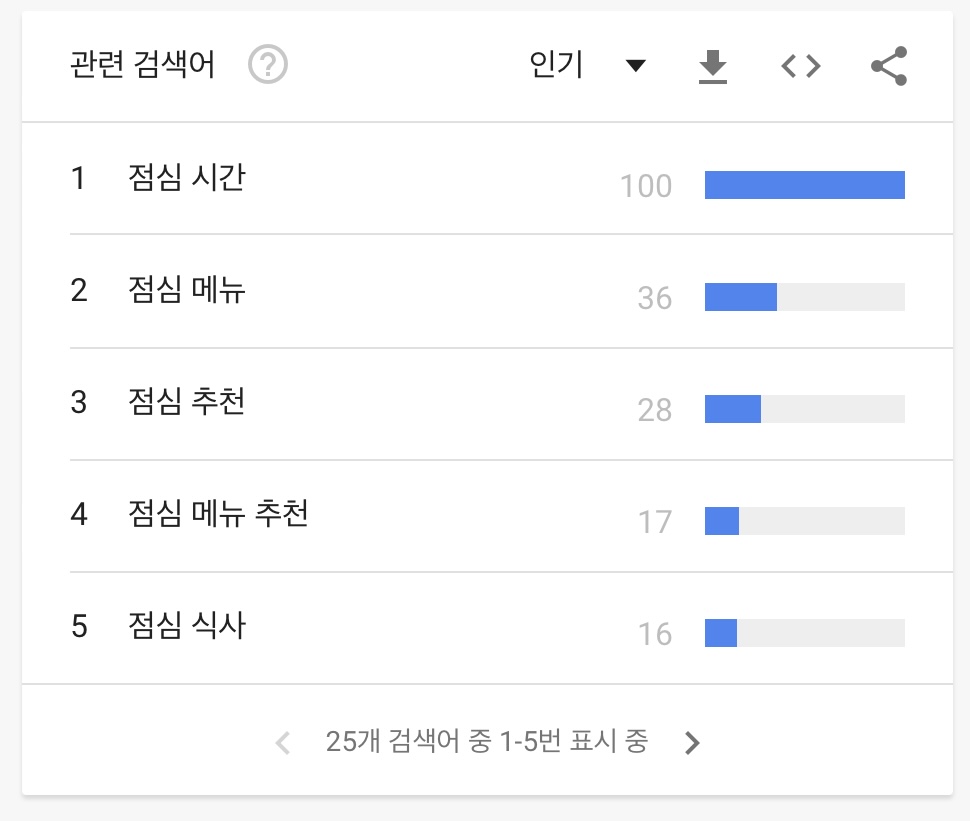 관련 검색어 ? 인기
1 점심 시간 100
2 점심 메뉴 36
3 점심 추천 28
4 점심 메뉴 추천 17
5 점심 식사 16
25개 검색어 중 1-5번 표시 중